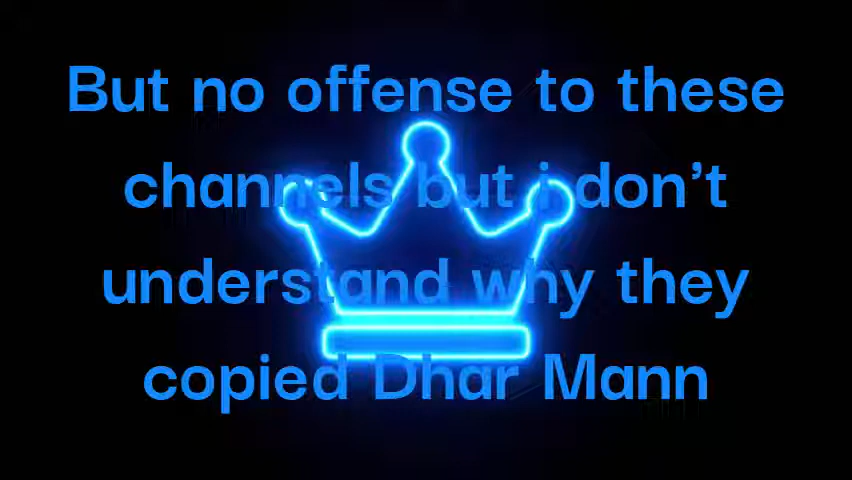 But no offense to these
channels but i don’t
understand why they
copied Dhar Mann